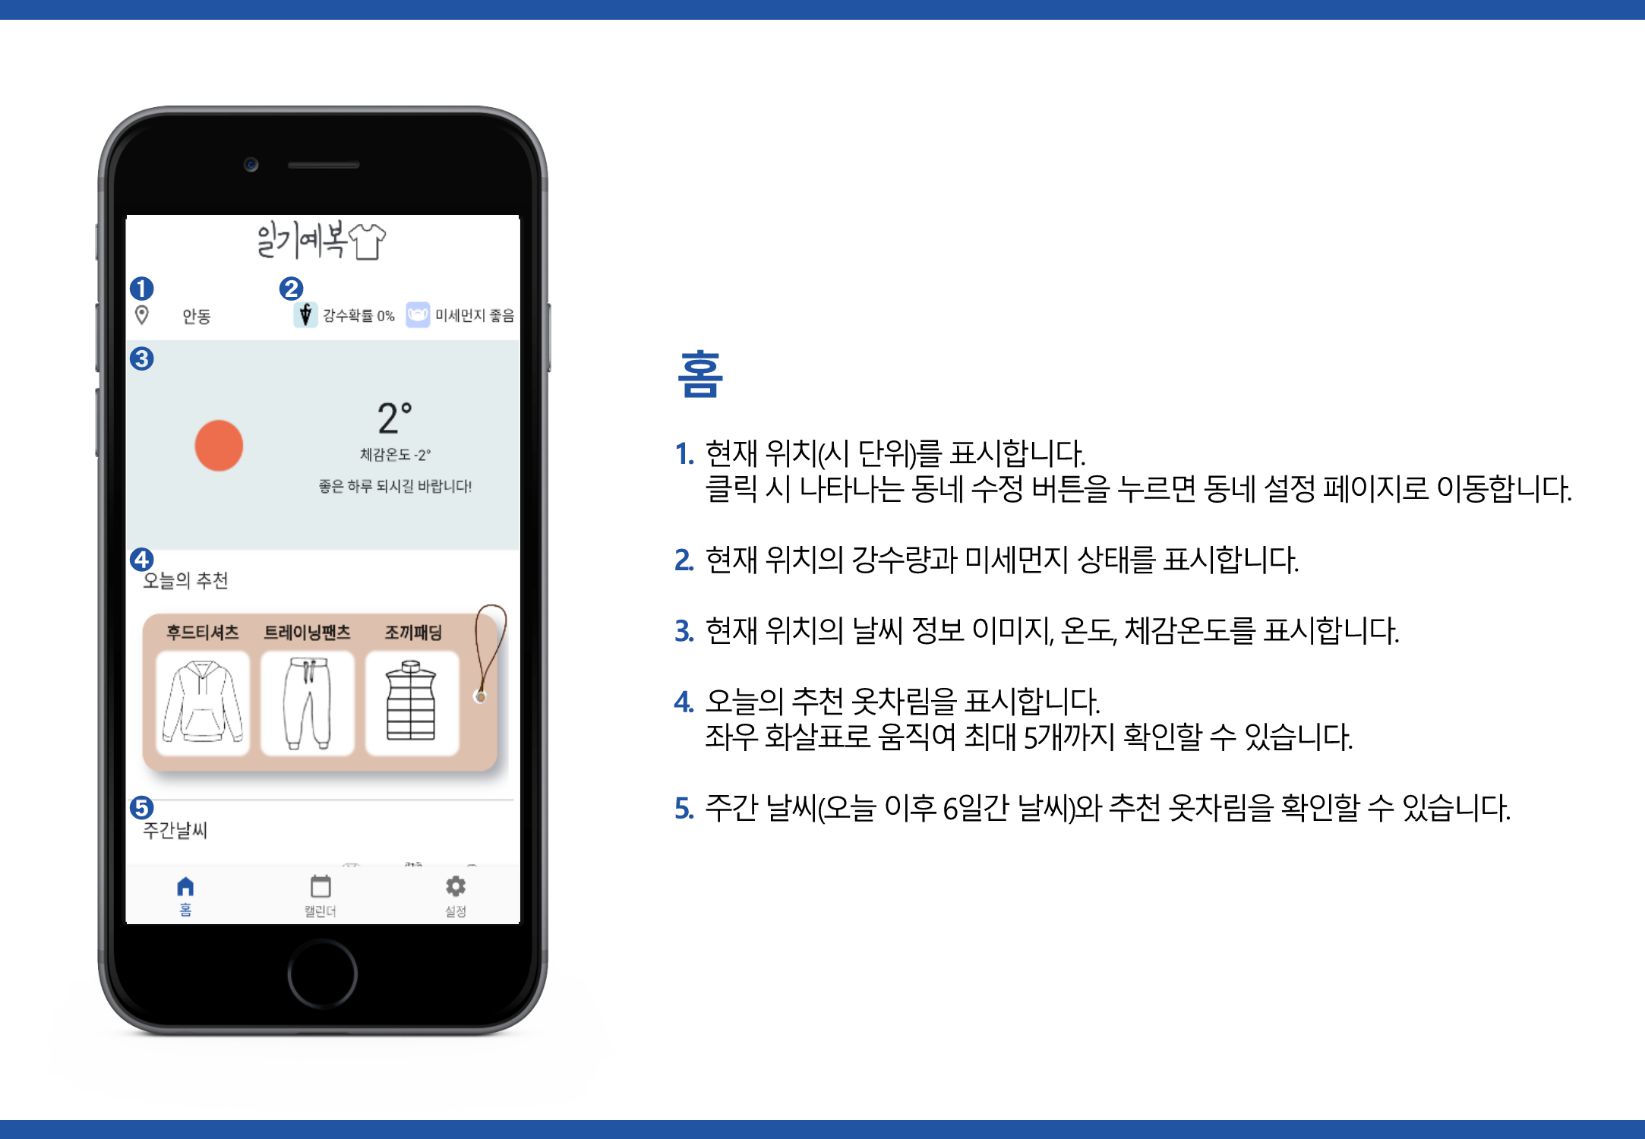 일기예복
1
2
안동
강수확률 0%
미세먼지 좋음
3
2°
체감온도 -2°
좋은 하루 되시길 바랍니다!
4
오늘의 추천
후드티셔츠 트레이닝팬츠 조끼패딩
5
주간날씨
홈 캘린더 설정
홈
1. 현재 위치(시 단위)를 표시합니다.
클릭 시 나타나는 동네 수정 버튼을 누르면 동네 설정 페이지로 이동합니다.
2. 현재 위치의 강수량과 미세먼지 상태를 표시합니다.
3. 현재 위치의 날씨 정보 이미지, 온도, 체감온도를 표시합니다.
4. 오늘의 추천 옷차림을 표시합니다.
좌우 화살표로 움직여 최대 5개까지 확인할 수 있습니다.
5. 주간 날씨(오늘 이후 6일간 날씨)와 추천 옷차림을 확인할 수 있습니다.